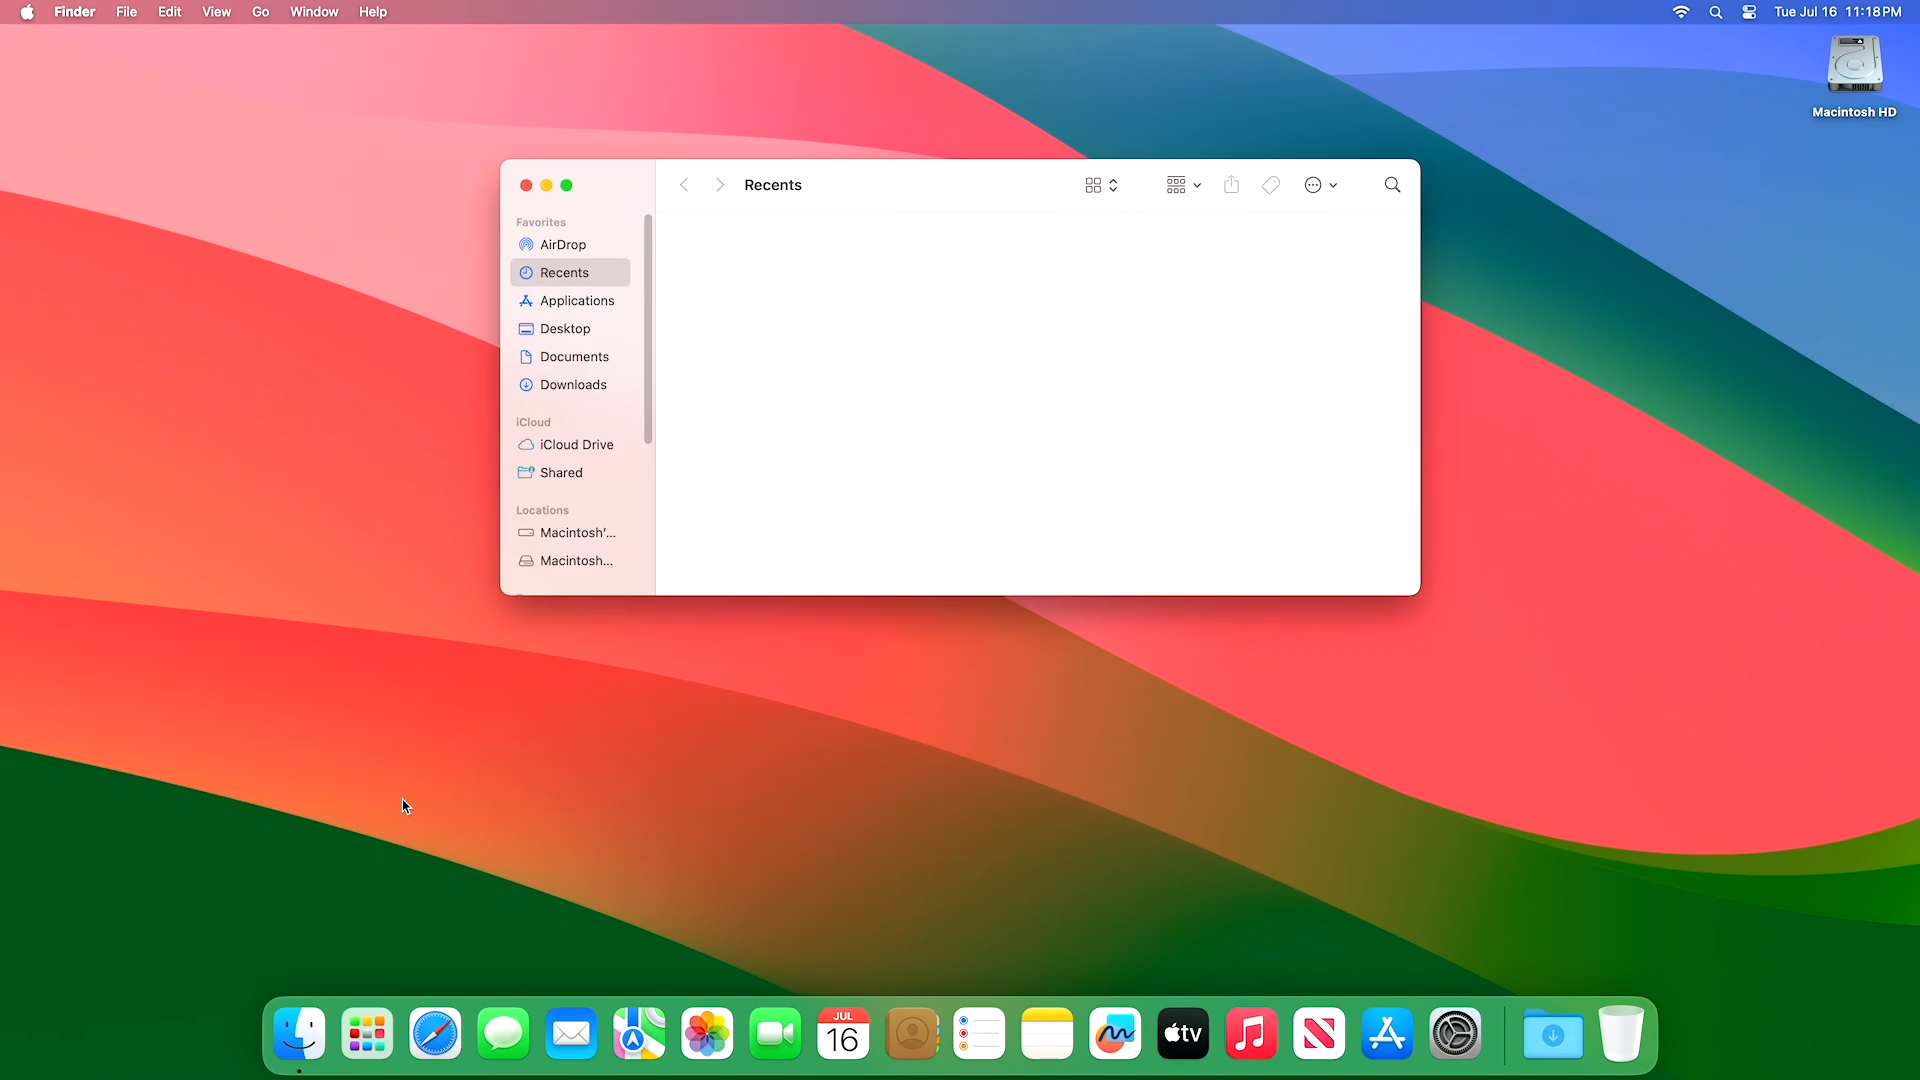 Finder File Edit View Go Window Help
Tue Jul 16 11:18 PM
Macintosh HD
Recents
Favorites
AirDrop
Recents
Applications
Desktop
Documents
Downloads
iCloud
iCloud Drive
Shared
Locations
Macintosh'...
Macintosh...
JUL
16
tv